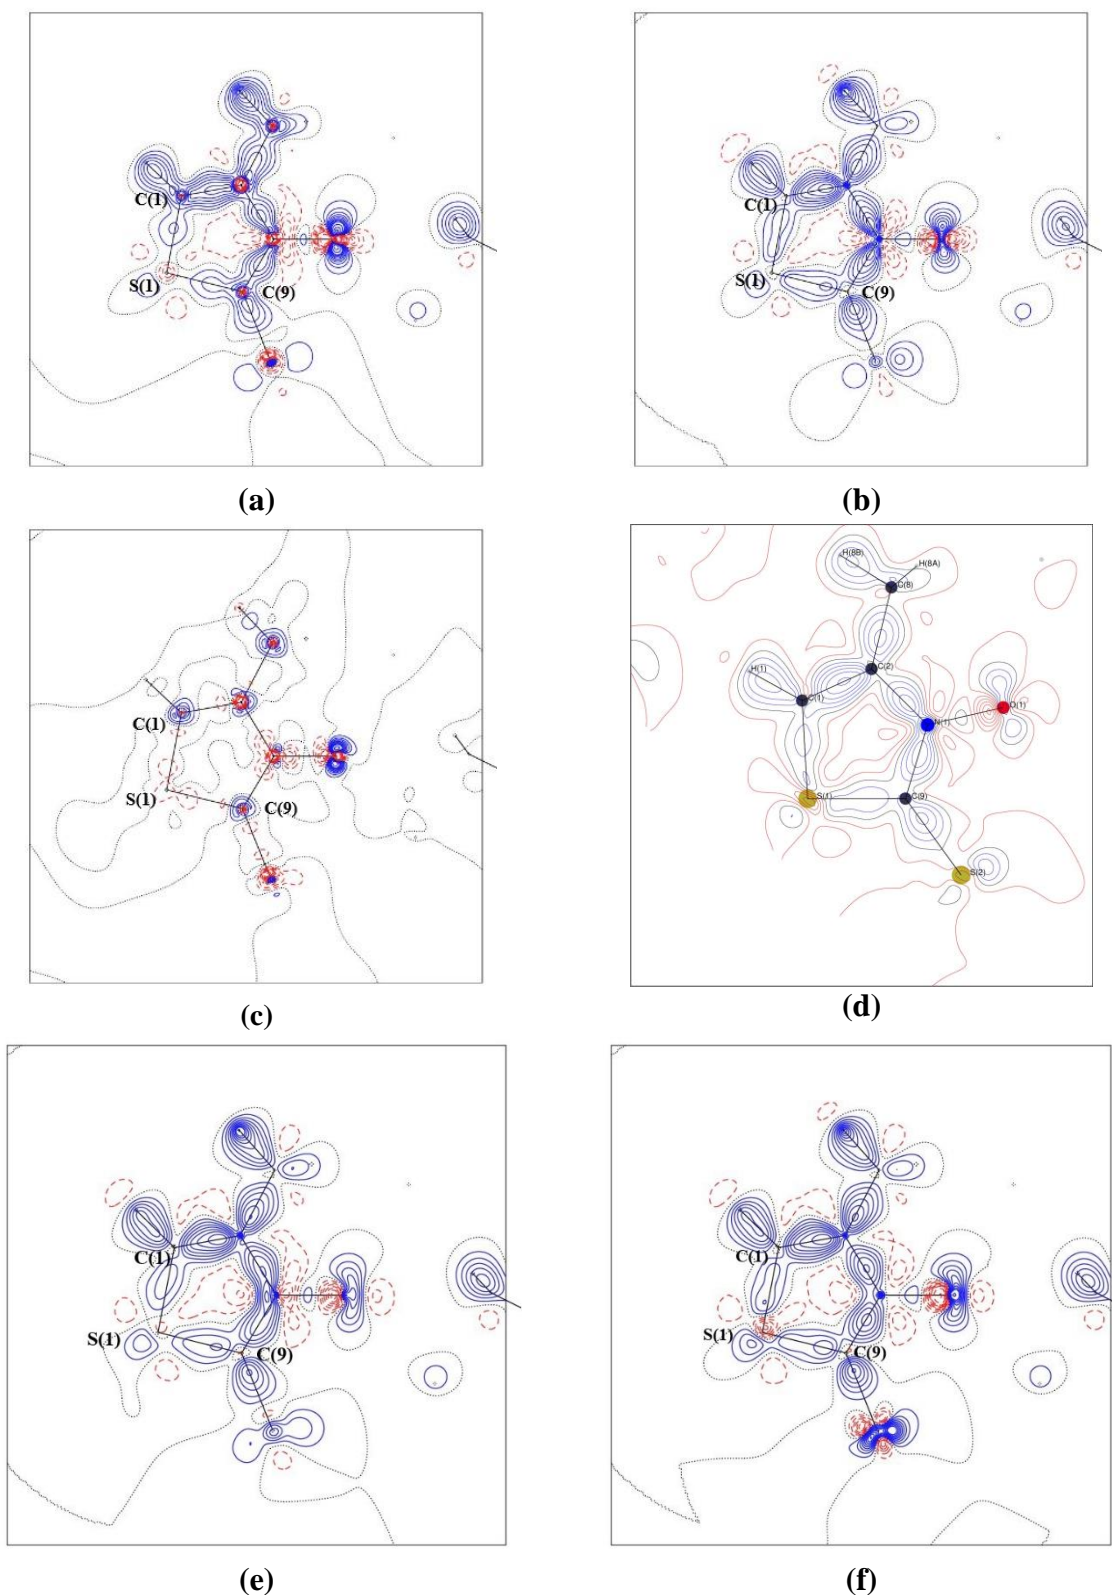 C(1)
S(1)
C(9)
(a)
C(1)
S(1)
C(9)
(b)
C(1)
S(1)
C(9)
(c)
H(8B)
H(8A)
C(8)
C(2)
H(1)
C(1)
O(1)
N(1)
S(1)
C(9)
S(2)
(d)
C(1)
S(1)
C(9)
(e)
C(1)
S(1)
C(9)
(f)